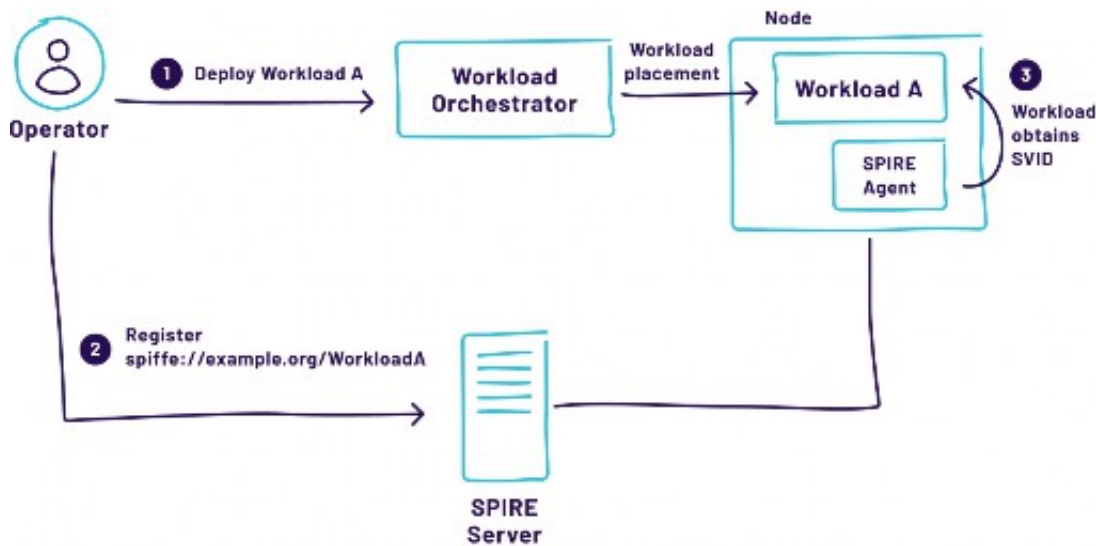 Node
1 Deploy Workload A
Operator
Workload
Orchestrator
Workload
placement
Workload A
3
Workload
obtains
SVID
SPIRE
Agent
2 Register
spiffe://example.org/WorkloadA
SPIRE
Server